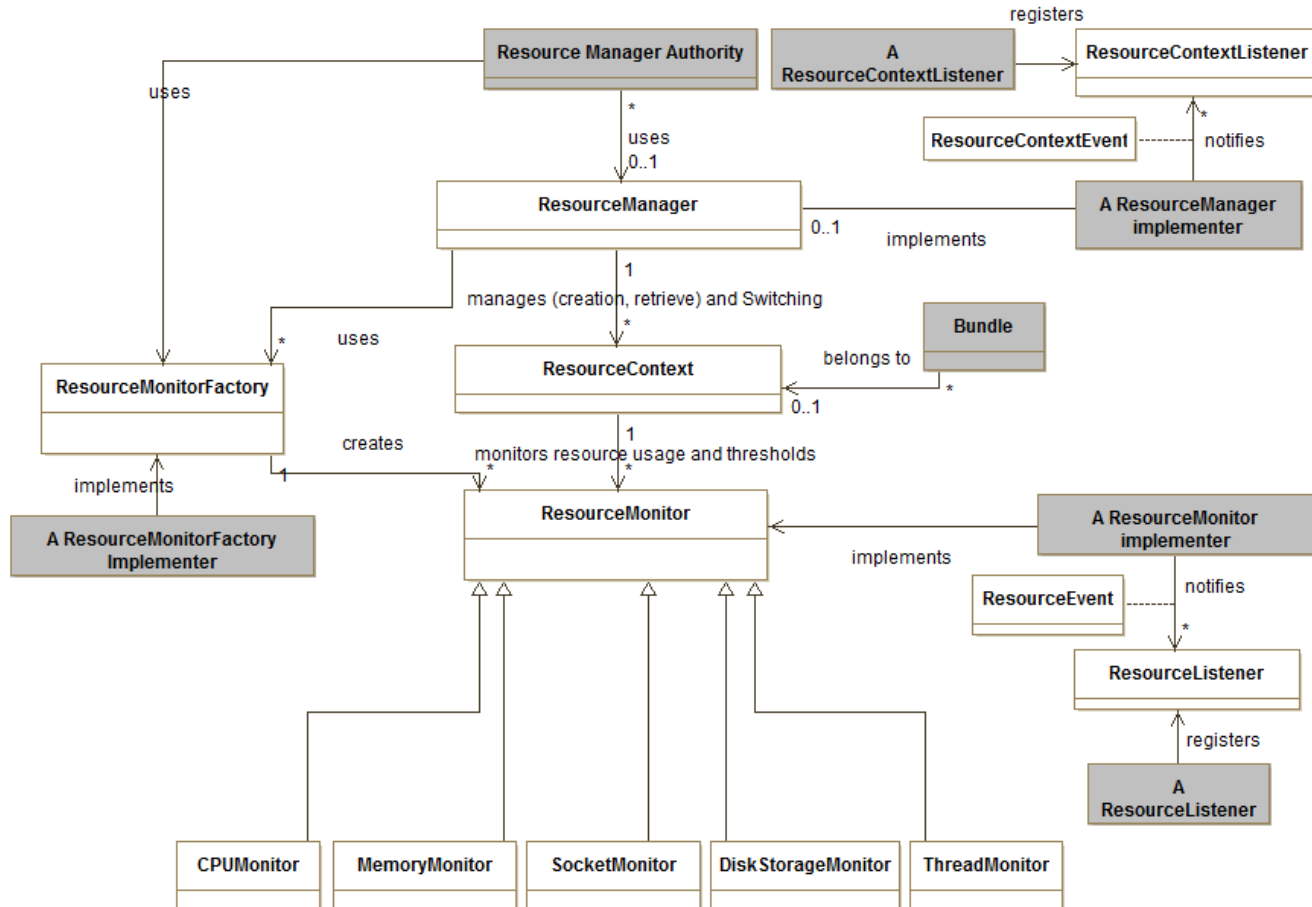 registers
Resource Manager Authority
A
ResourceContextListener
ResourceContextListener
uses
*
uses
0..1
*
ResourceContextEvent
notifies
ResourceManager
A ResourceManager
implementer
0..1
implements
1
manages (creation, retrieve) and Switching
*
*
uses
Bundle
belongs to
*
0..1
ResourceMonitorFactory
ResourceContext
creates
1
monitors resource usage and thresholds
*
*
1
implements
A ResourceMonitorFactory
Implementer
ResourceMonitor
A ResourceMonitor
implementer
implements
notifies
ResourceEvent
*
ResourceListener
registers
A
ResourceListener
CPUMonitor
MemoryMonitor
SocketMonitor
DiskStorageMonitor
ThreadMonitor